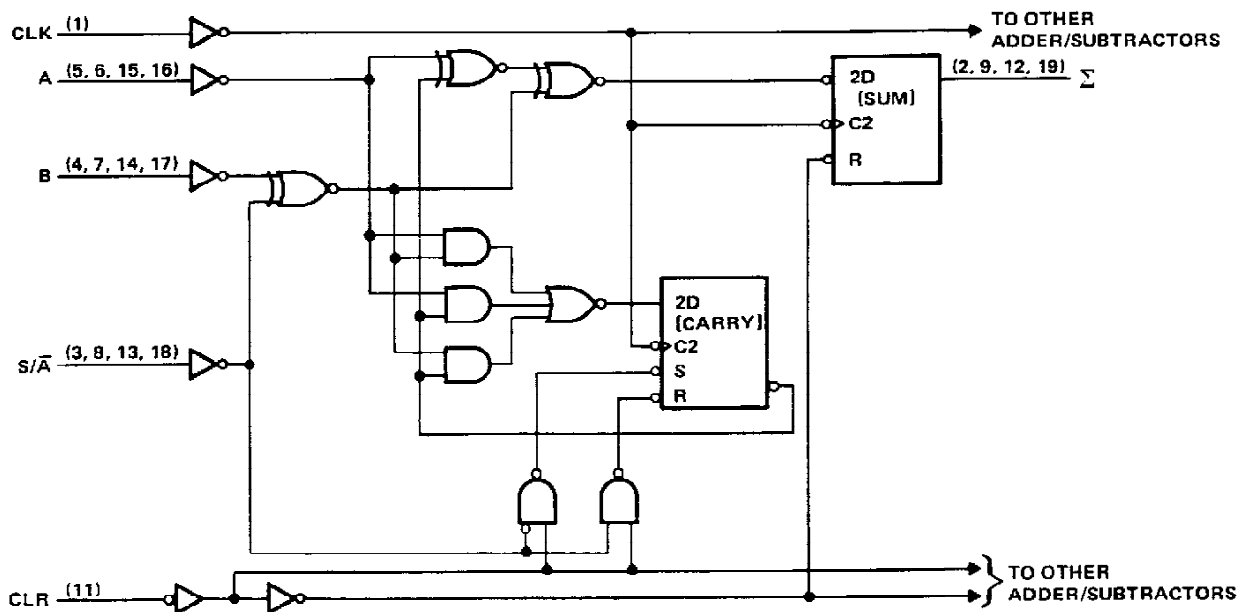 CLK (1)
TO OTHER
ADDER/SUBTRACTORS
A (5, 6, 15, 16)
2D
(SUM)
C2
R
(2, 9, 12, 19) Σ
B (4, 7, 14, 17)
2D
(CARRY)
C2
S
R
S/A̅ (3, 8, 13, 18)
CLR (11)
TO OTHER
ADDER/SUBTRACTORS